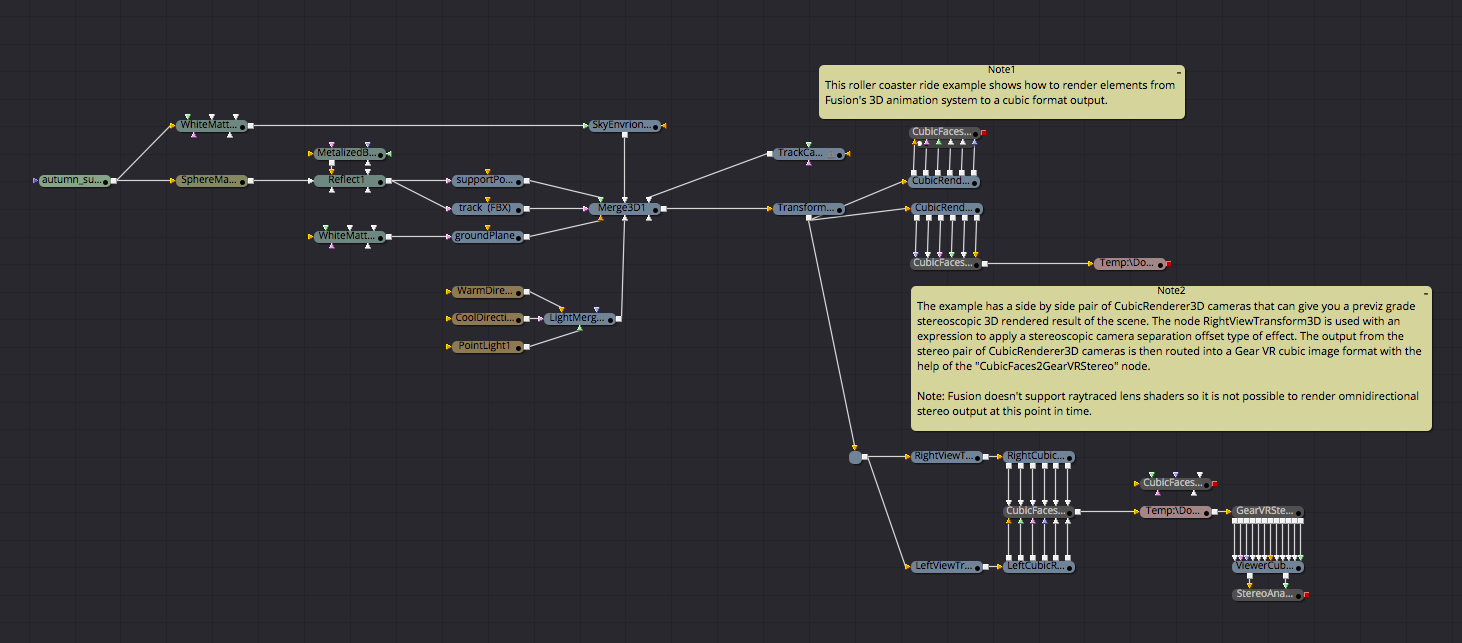 Note1
This roller coaster ride example shows how to render elements from
Fusion's 3D animation system to a cubic format output.
WhiteMatt...
SkyEnvrion...
CubicFaces...
MetalizedB...
TrackCa...
autumn_su...
SphereMa...
Reflect1
supportPo...
CubicRend...
track (FBX)
Merge3D1
Transform...
CubicRend...
WhiteMatt...
groundPlane
CubicFaces...
Temp:\Do...
WarmDire...
CoolDirecti...
LightMerg...
PointLight1
Note2
The example has a side by side pair of CubicRenderer3D cameras that can give you a previz grade
stereoscopic 3D rendered result of the scene. The node RightViewTransform3D is used with an
expression to apply a stereoscopic camera separation offset type of effect. The output from the
stereo pair of CubicRenderer3D cameras is then routed into a Gear VR cubic image format with the
help of the "CubicFaces2GearVRStereo" node.
Note: Fusion doesn't support raytraced lens shaders so it is not possible to render omnidirectional
stereo output at this point in time.
RightViewT...
RightCubic...
CubicFaces...
CubicFaces...
Temp:\Do...
GearVRSte...
LeftViewTr...
LeftCubicR...
ViewerCub...
StereoAna...